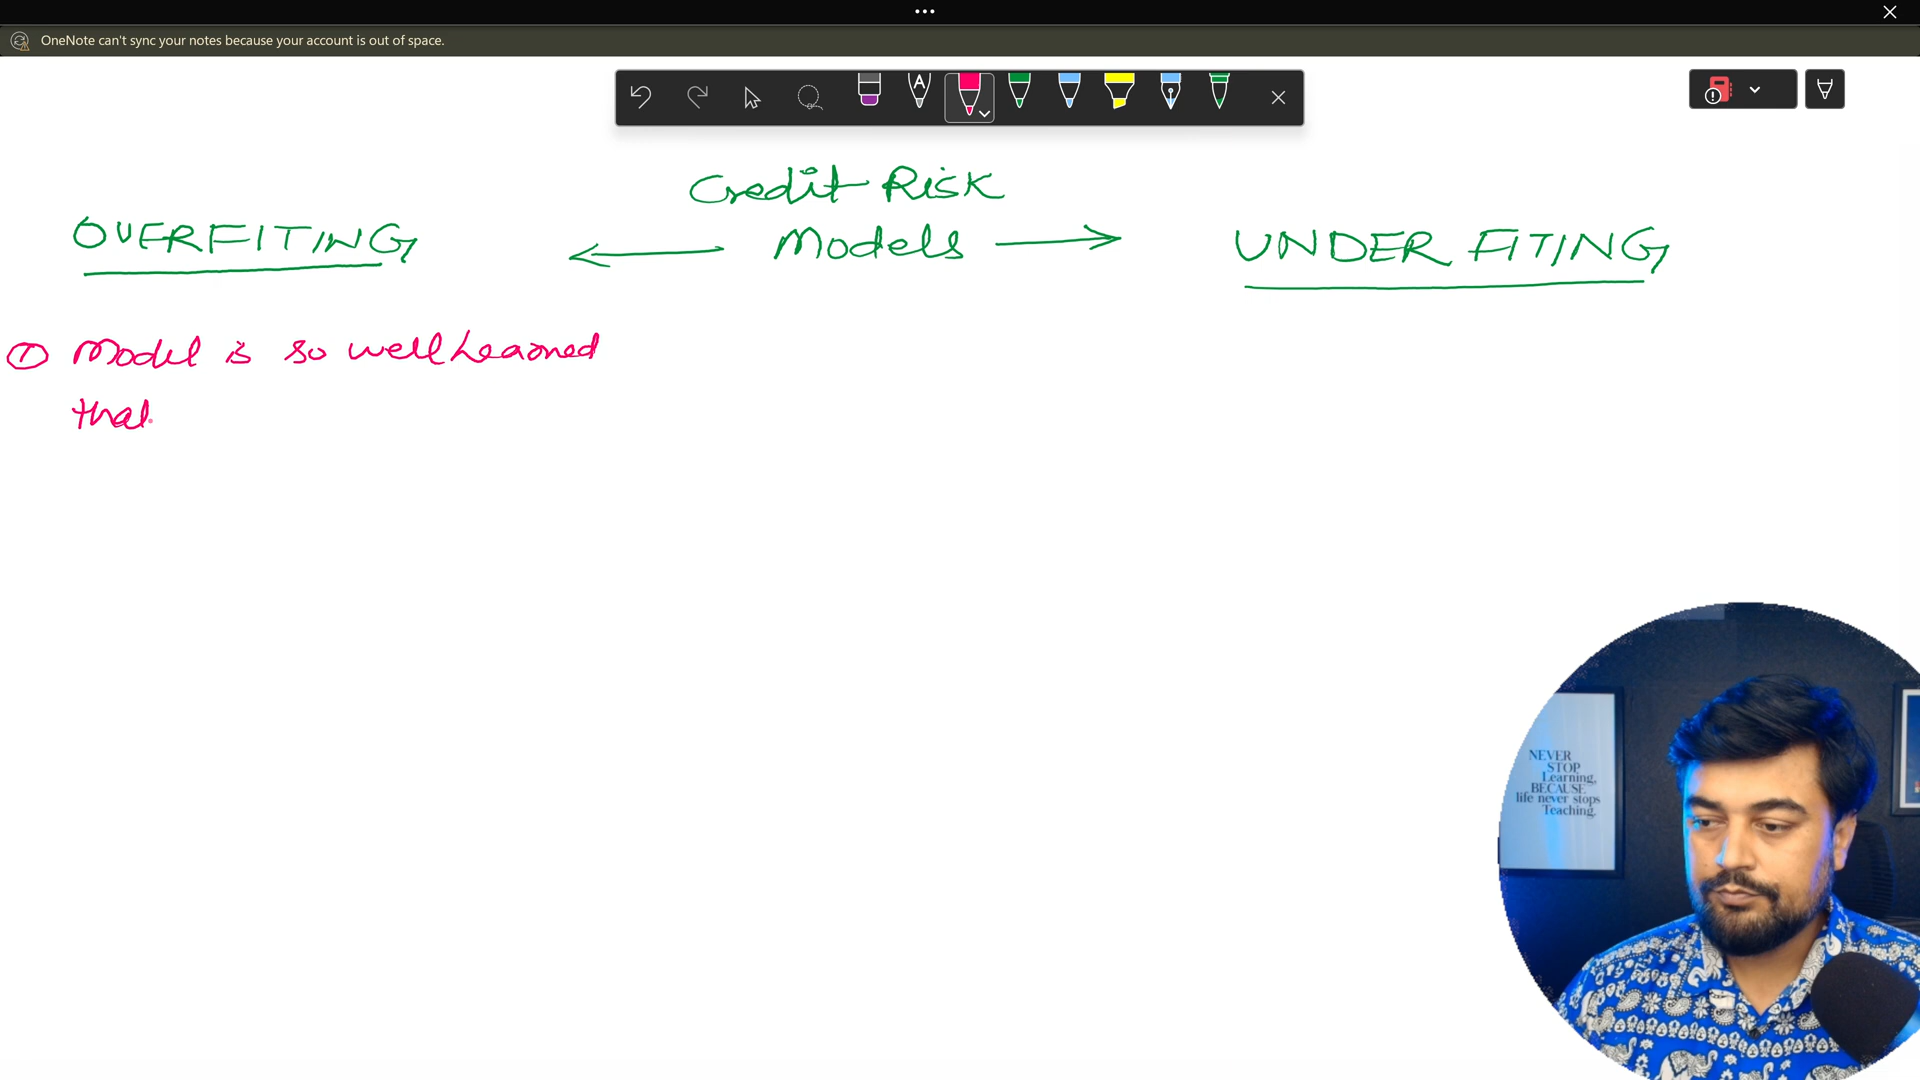 OneNote can't sync your notes because your account is out of space.
Credit Risk
OVERFITING
Models
UNDER FITING
① Model is so well Learned
that
NEVER
STOP
Learning,
BECAUSE
life never stops
Teaching.